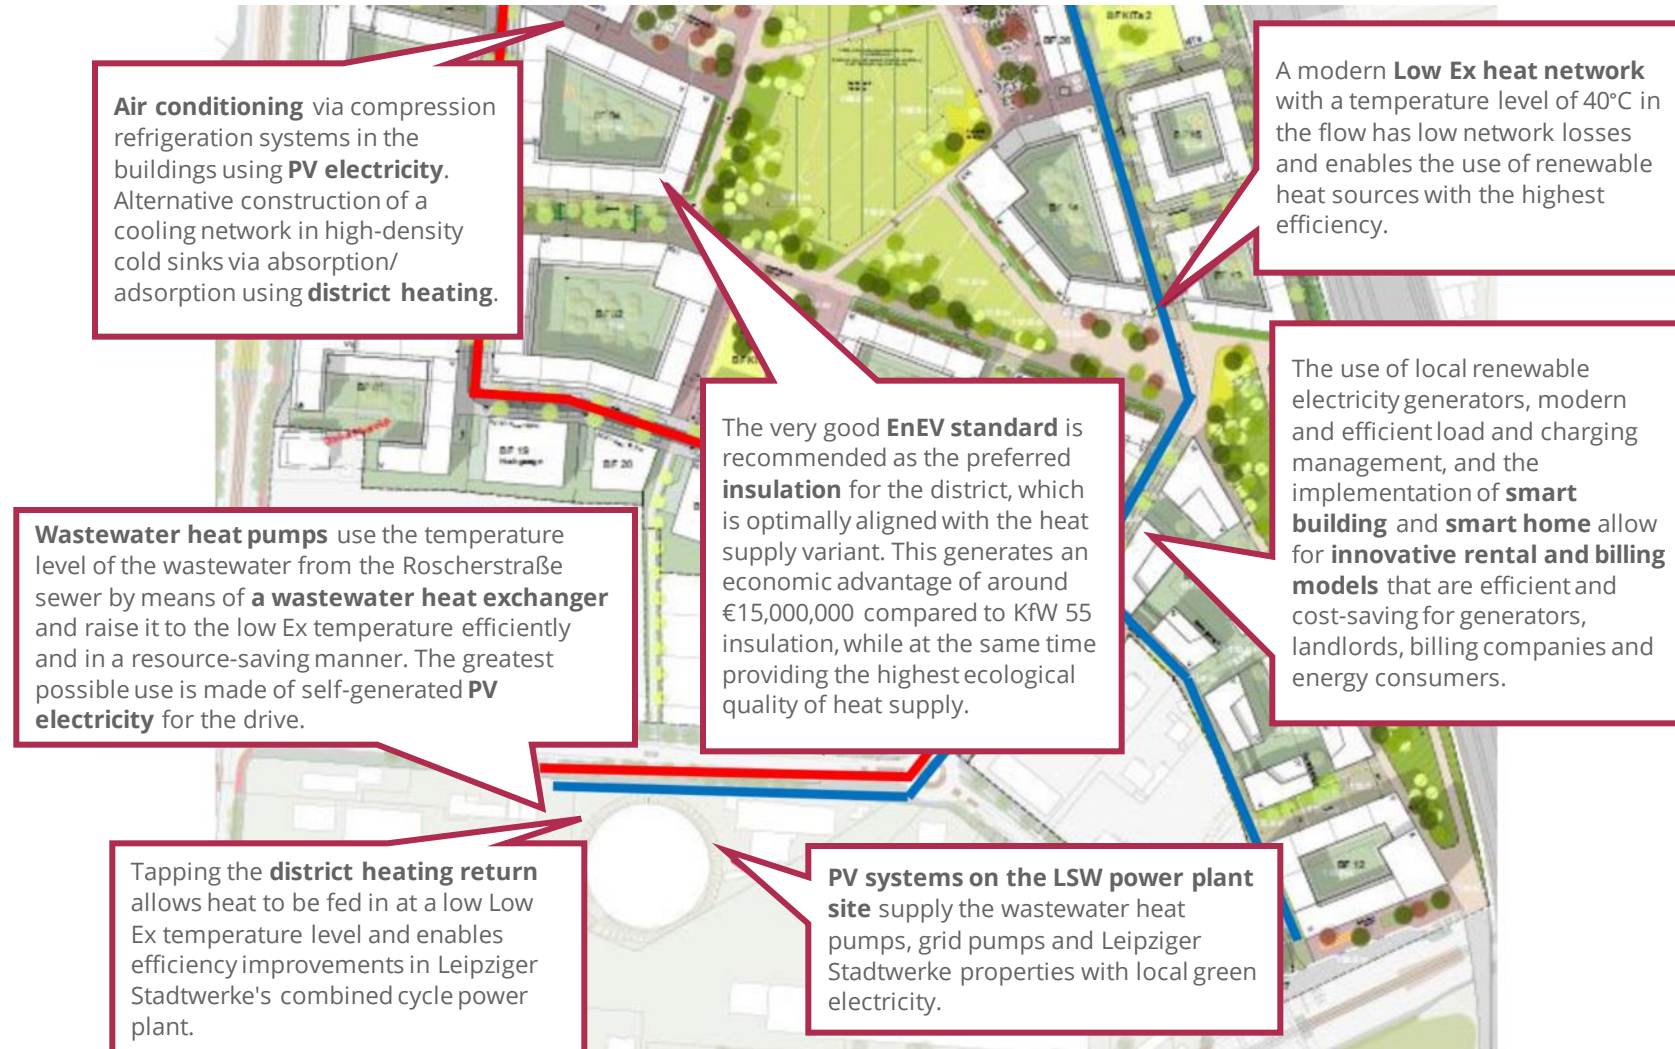 Air conditioning via compression
refrigeration systems in the
buildings using PV electricity.
Alternative construction of a
cooling network in high-density
cold sinks via absorption/
adsorption using district heating.
A modern Low Ex heat network
with a temperature level of 40°C in
the flow has low network losses
and enables the use of renewable
heat sources with the highest
efficiency.
The use of local renewable
electricity generators, modern
and efficient load and charging
management, and the
implementation of smart
building and smart home allow
for innovative rental and billing
models that are efficient and
cost-saving for generators,
landlords, billing companies and
energy consumers.
The very good EnEV standard is
recommended as the preferred
insulation for the district, which
is optimally aligned with the heat
supply variant. This generates an
economic advantage of around
€15,000,000 compared to KfW 55
insulation, while at the same time
providing the highest ecological
quality of heat supply.
Wastewater heat pumps use the temperature
level of the wastewater from the Roscherstraße
sewer by means of a wastewater heat exchanger
and raise it to the low Ex temperature efficiently
and in a resource-saving manner. The greatest
possible use is made of self-generated PV
electricity for the drive.
Tapping the district heating return
allows heat to be fed in at a low Low
Ex temperature level and enables
efficiency improvements in Leipziger
Stadtwerke's combined cycle power
plant.
PV systems on the LSW power plant
site supply the wastewater heat
pumps, grid pumps and Leipziger
Stadtwerke properties with local green
electricity.
BF 19
BF 20
BF 12